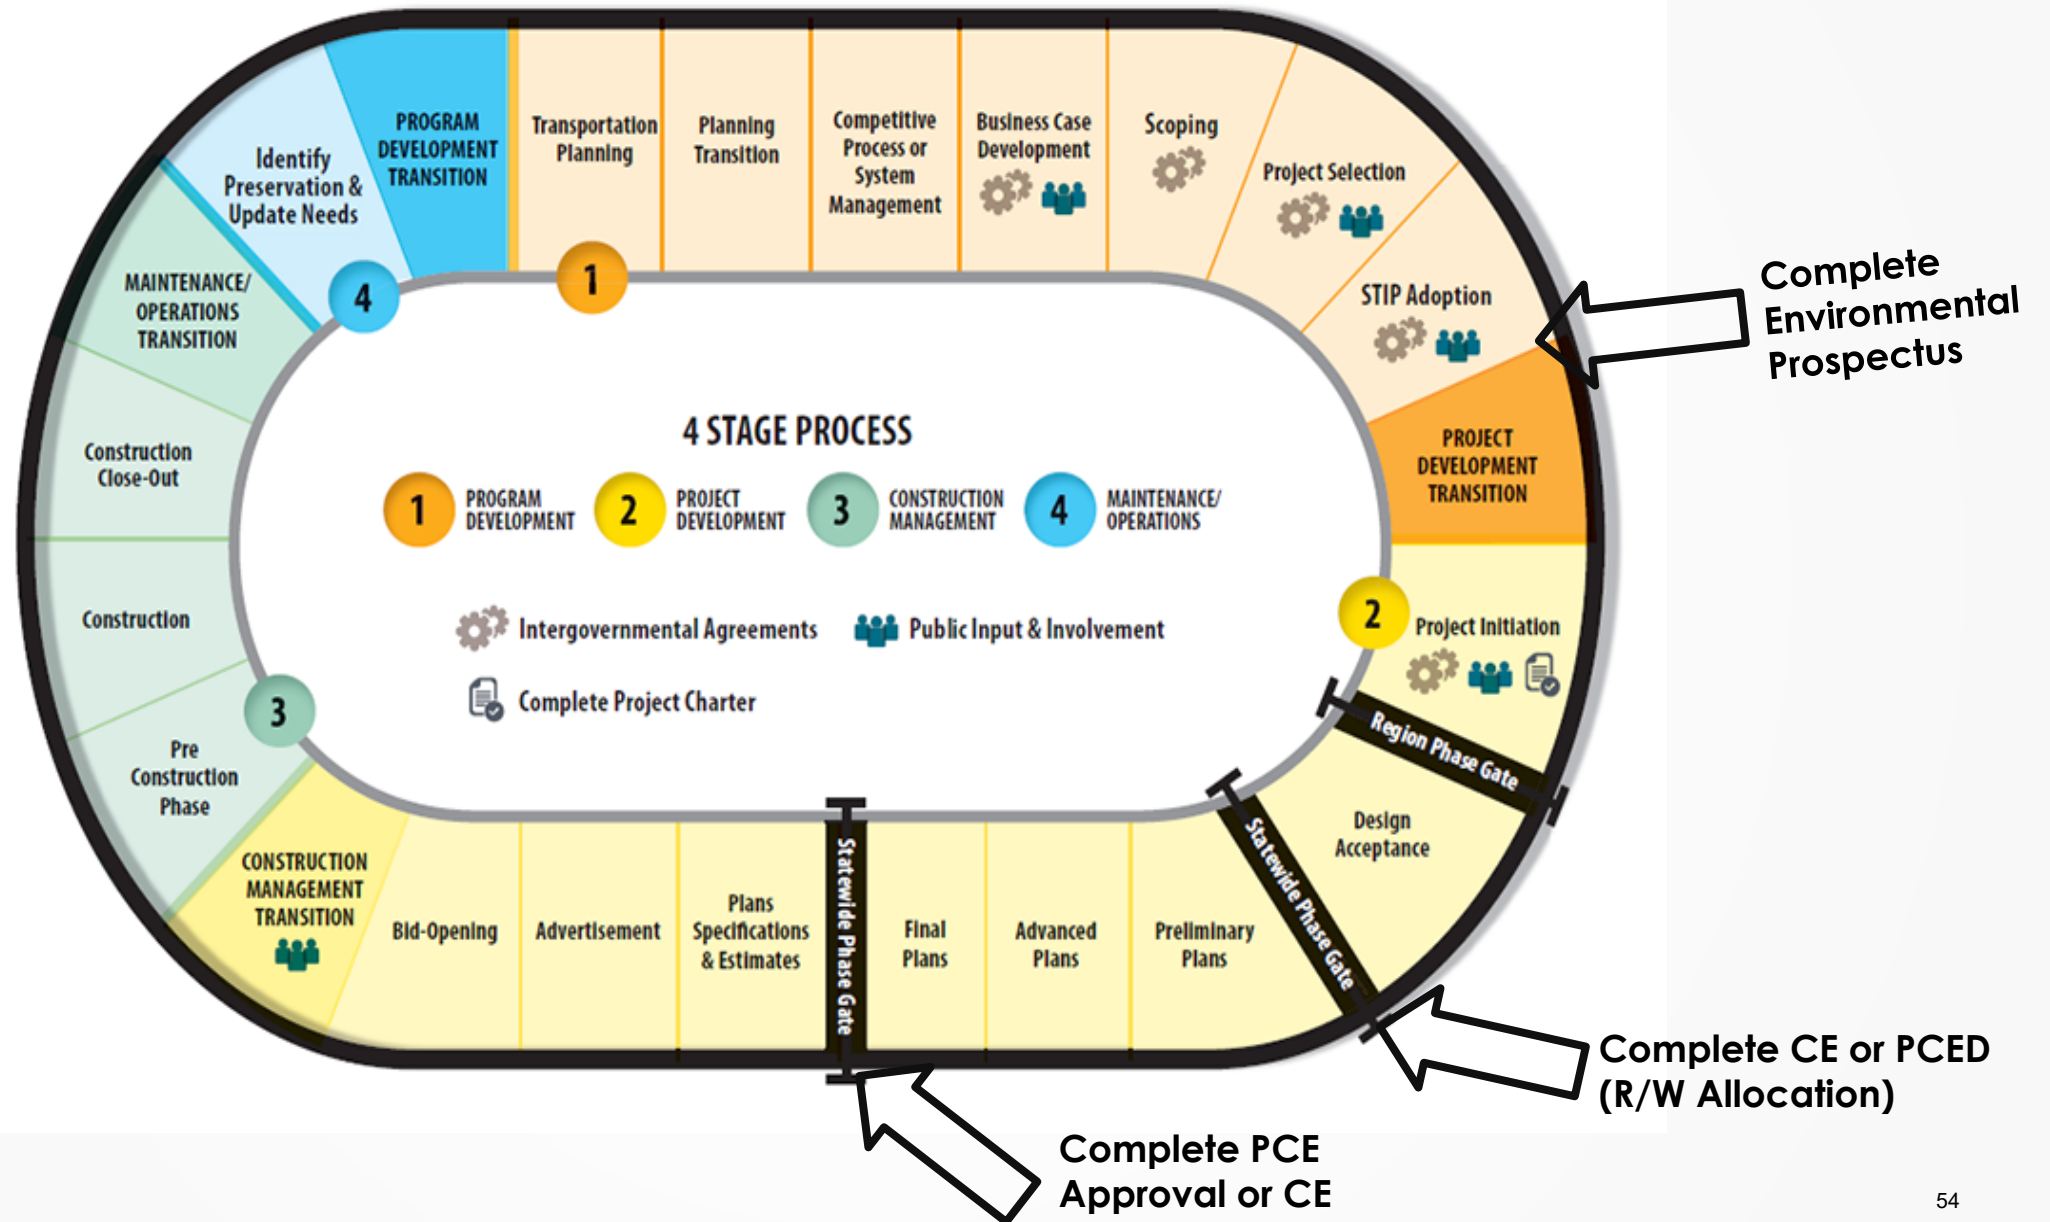 PROGRAM
DEVELOPMENT
TRANSITION
Transportation
Planning
Planning
Transition
Competitive
Process or
System
Management
Business Case
Development
Scoping
Project Selection
STIP Adoption
Complete
Environmental
Prospectus
PROJECT
DEVELOPMENT
TRANSITION
2
Project Initiation
Region Phase Gate
Design
Acceptance
Statewide Phase Gate
Complete CE or PCED
(R/W Allocation)
Preliminary
Plans
Advanced
Plans
Final
Plans
Statewide Phase Gate
Complete PCE
Approval or CE
Plans
Specifications
& Estimates
Advertisement
Bid-Opening
CONSTRUCTION
MANAGEMENT
TRANSITION
3
Pre
Construction
Phase
Construction
Construction
Close-Out
MAINTENANCE/
OPERATIONS
TRANSITION
4
Identify
Preservation &
Update Needs
1
4 STAGE PROCESS
1 PROGRAM
DEVELOPMENT
2 PROJECT
DEVELOPMENT
3 CONSTRUCTION
MANAGEMENT
4 MAINTENANCE/
OPERATIONS
Intergovernmental Agreements
Public Input & Involvement
Complete Project Charter
54